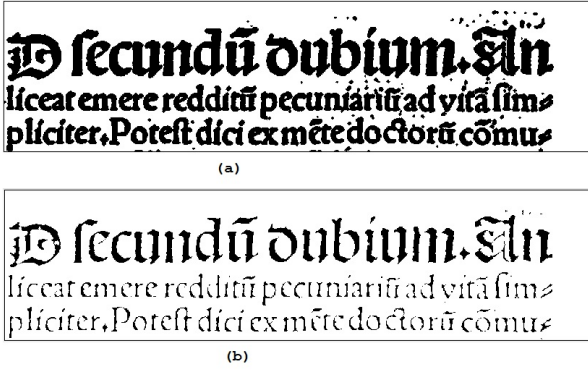 D ſecundū dubium. An
liceat emere redditū pecuniariū ad vitā ſim⸗
pliciter. Poteſt dici ex mēte doctorū cōmu⸗
(a)
D ſecundū dubium. An
liceat emere redditū pecuniariū ad vitā ſim⸗
pliciter. Poteſt dici ex mēte doctorū cōmu⸗
(b)